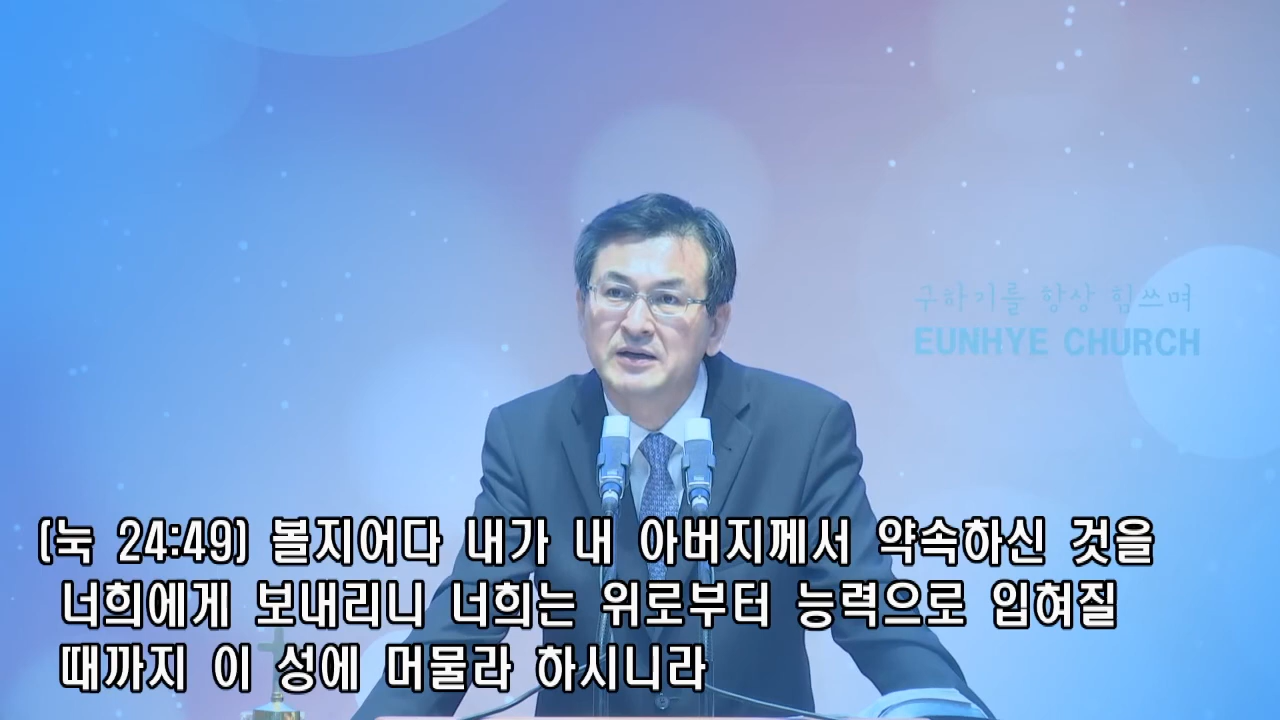 구하기를 항상 힘쓰며
EUNHYE CHURCH
(눅 24:49) 볼지어다 내가 내 아버지께서 약속하신 것을
너희에게 보내리니 너희는 위로부터 능력으로 입혀질
때까지 이 성에 머물라 하시니라